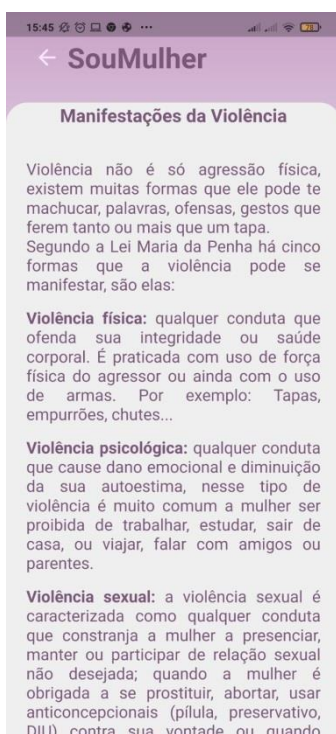 15:45
SouMulher
Manifestações da Violência
Violência não é só agressão física,
existem muitas formas que ele pode te
machucar, palavras, ofensas, gestos que
ferem tanto ou mais que um tapa.
Segundo a Lei Maria da Penha há cinco
formas que a violência pode se
manifestar, são elas:
Violência física: qualquer conduta que
ofenda sua integridade ou saúde
corporal. É praticada com uso de força
física do agressor ou ainda com o uso
de armas. Por exemplo: Tapas,
empurrões, chutes...
Violência psicológica: qualquer conduta
que cause dano emocional e diminuição
da sua autoestima, nesse tipo de
violência é muito comum a mulher ser
proibida de trabalhar, estudar, sair de
casa, ou viajar, falar com amigos ou
parentes.
Violência sexual: a violência sexual é
caracterizada como qualquer conduta
que constranja a mulher a presenciar,
manter ou participar de relação sexual
não desejada; quando a mulher é
obrigada a se prostituir, abortar, usar
anticoncepcionais (pílula, preservativo,
DIU) contra sua vontade ou quando